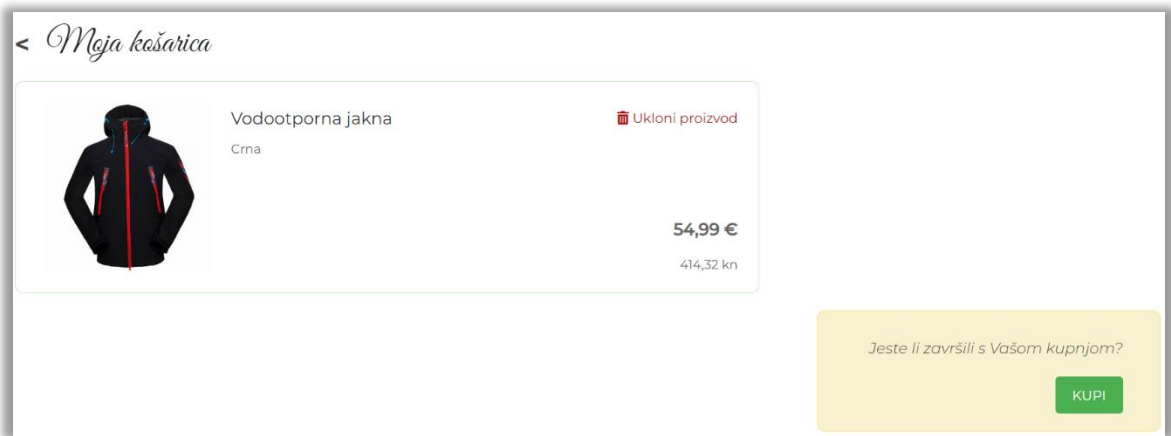 < Moja košarica
Vodootporna jakna
Ukloni proizvod
Crna
54,99 €
414,32 kn
Jeste li završili s Vašom kupnjom?
KUPI